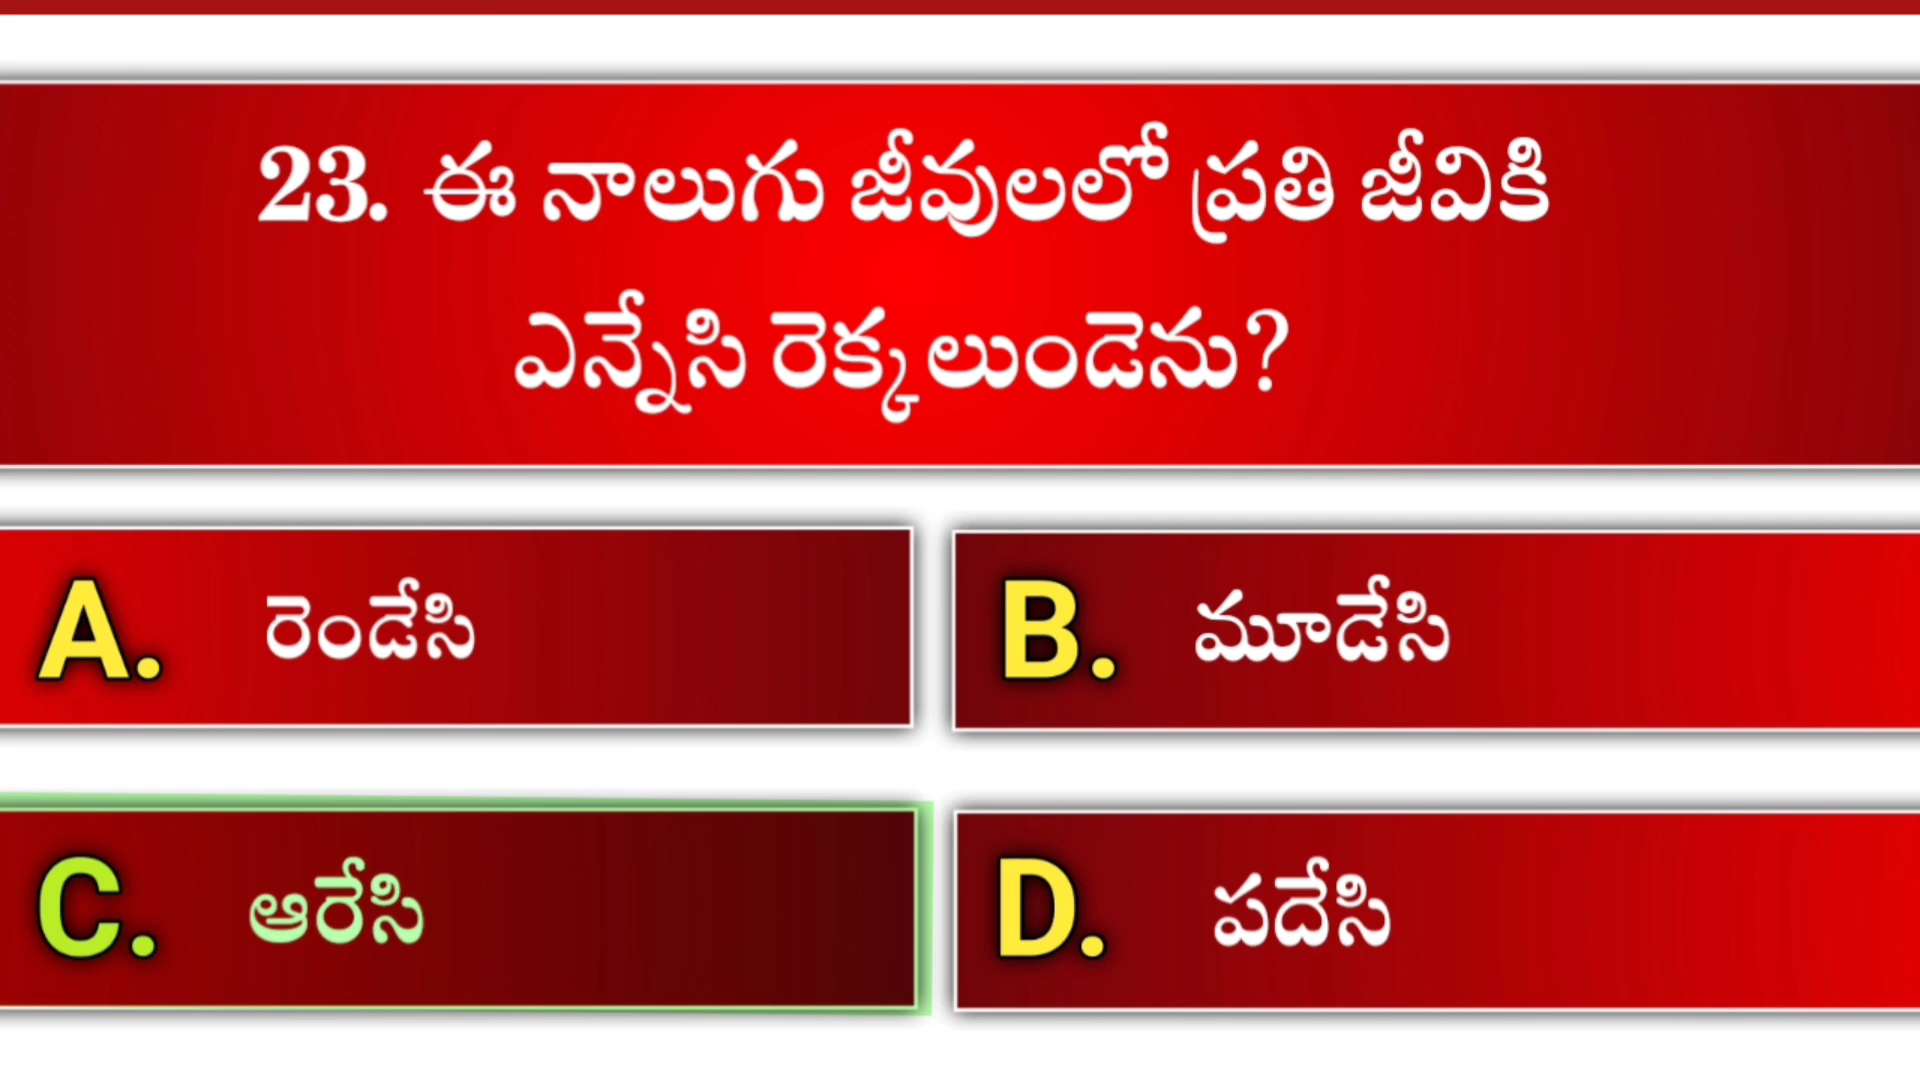 23. ఈ నాలుగు జీవులలో ప్రతి జీవికి
ఎన్నేసి రెక్కలుండెను?
A. రెండేసి
B. మూడేసి
C. ఆరేసి
D. పదేసి